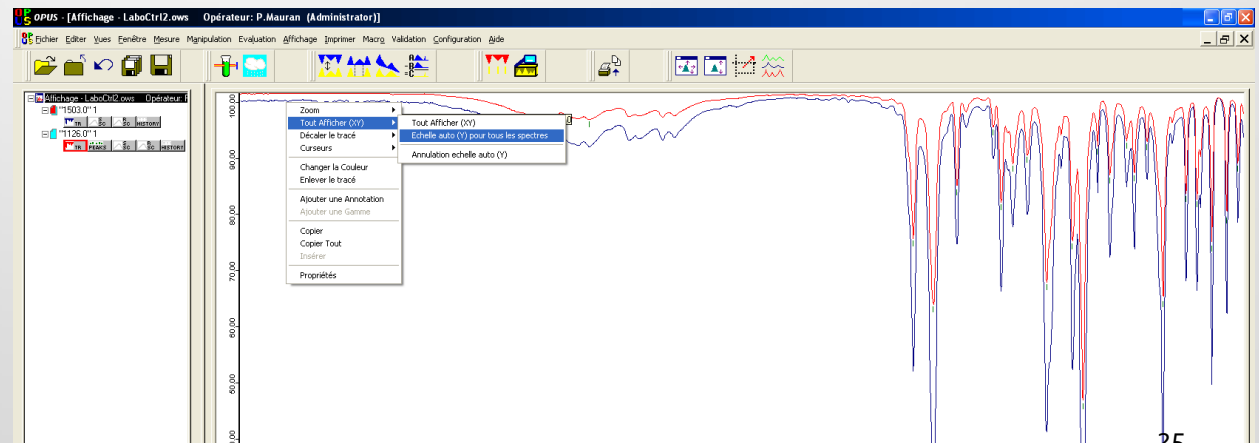 OPUS - [Affichage - LaboCtrl2.ows Opérateur: P.Mauran (Administrator)]
Fichier Editer Vues Fenêtre Mesure Manipulation Evaluation Affichage Imprimer Macro Validation Configuration Aide
Affichage - LaboCtrl2.ows Opérateur: P
"1503.0" 1
TR SC SC HISTORY
"1126.0" 1
TR PEAKS SC SC HISTORY
100,00
90,00
80,00
70,00
60,00
60,00
Zoom
Tout Afficher (XY)
Décaler le tracé
Curseurs
Changer la Couleur
Enlever le tracé
Ajouter une Annotation
Ajouter une Gamme
Copier
Copier Tout
Insérer
Propriétés
Tout Afficher (XY)
Echelle auto (Y) pour tous les spectres
Annulation echelle auto (Y)